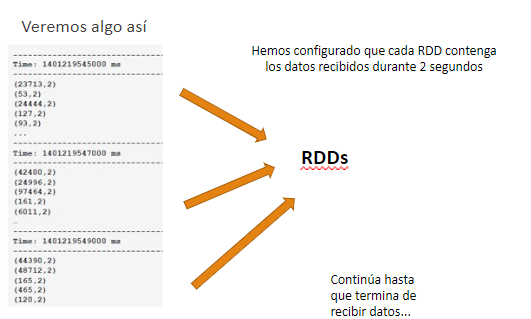 Veremos algo así
--------------------------------
Time: 1401219545000 ms
--------------------------------
(23713,2)
(53,2)
(24444,2)
(127,2)
(93,2)
...
--------------------------------
Time: 1401219547000 ms
--------------------------------
(42400,2)
(24996,2)
(97464,2)
(161,2)
(6011,2)
…
--------------------------------
Time: 1401219549000 ms
--------------------------------
(44390,2)
(48712,2)
(165,2)
(465,2)
(120,2)
Hemos configurado que cada RDD contenga
los datos recibidos durante 2 segundos
RDDs
Continúa hasta
que termina de
recibir datos...